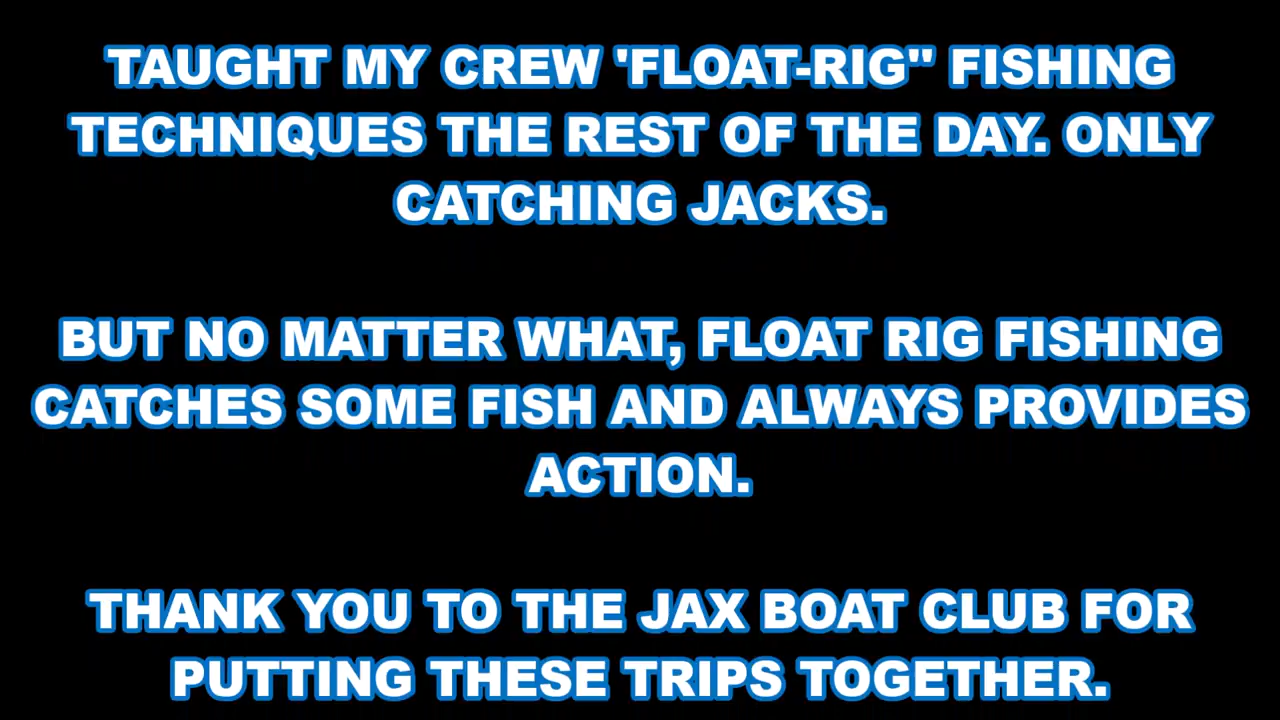 TAUGHT MY CREW 'FLOAT-RIG" FISHING
TECHNIQUES THE REST OF THE DAY. ONLY
CATCHING JACKS.
BUT NO MATTER WHAT, FLOAT RIG FISHING
CATCHES SOME FISH AND ALWAYS PROVIDES
ACTION.
THANK YOU TO THE JAX BOAT CLUB FOR
PUTTING THESE TRIPS TOGETHER.